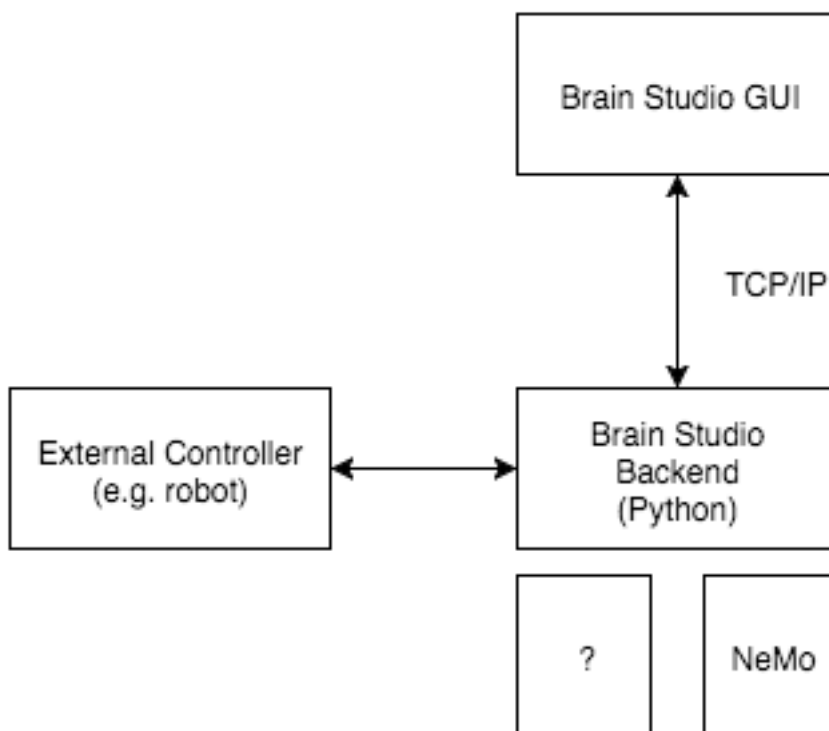 Brain Studio GUI
TCP/IP
External Controller
(e.g. robot)
Brain Studio
Backend
(Python)
?
NeMo